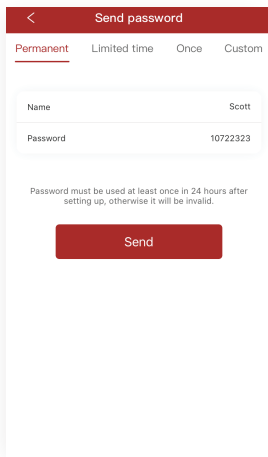 Send password
Permanent Limited time Once Custom
Name Scott
Password 10722323
Password must be used at least once in 24 hours after
setting up, otherwise it will be invalid.
Send